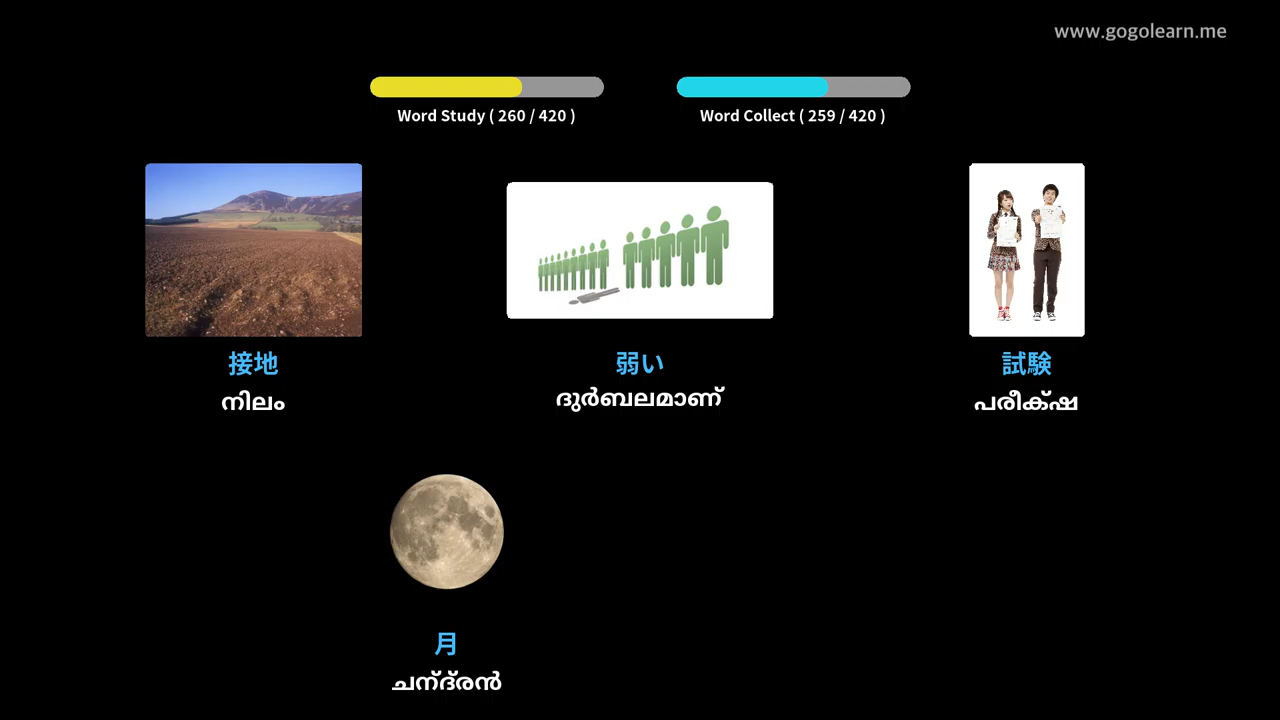 www.gogolearn.me
Word Study ( 260 / 420 )
Word Collect ( 259 / 420 )
接地
നിലം
弱い
ദുർബലമാണ്
試験
പരീക്ഷ
月
ചന്ദ്രൻ